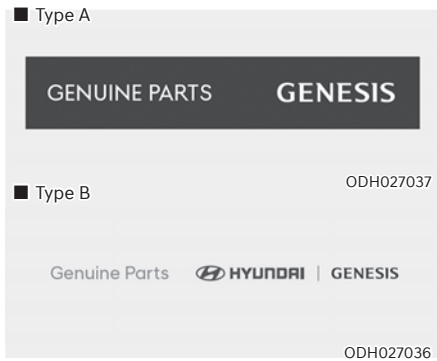 ■ Type A
GENUINE PARTS GENESIS
ODH027037
■ Type B
Genuine Parts HYUNDAI | GENESIS
ODH027036